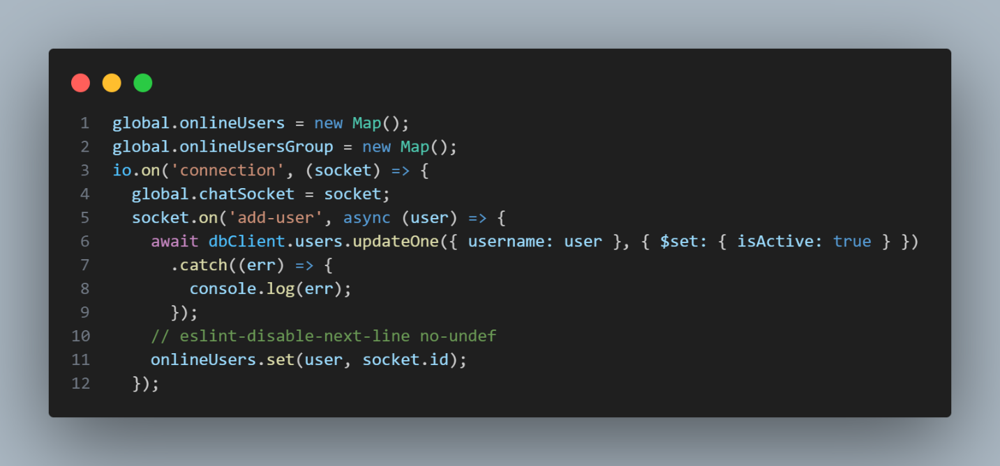 1 global.onlineUsers = new Map();
2 global.onlineUsersGroup = new Map();
3 io.on('connection', (socket) => {
4   global.chatSocket = socket;
5   socket.on('add-user', async (user) => {
6     await dbClient.users.updateOne({ username: user }, { $set: { isActive: true } })
7       .catch((err) => {
8         console.log(err);
9       });
10     // eslint-disable-next-line no-undef
11     onlineUsers.set(user, socket.id);
12   });